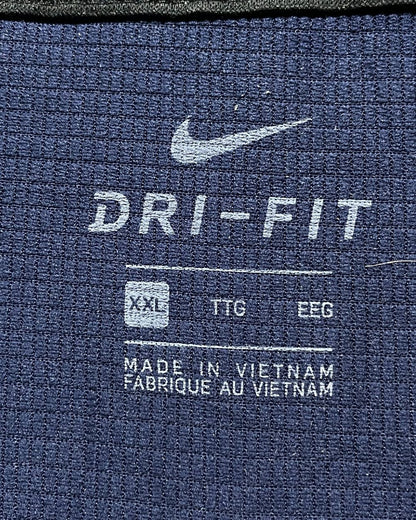 DRI-FIT
XXL TTG EEG
MADE IN VIETNAM
FABRIQUE AU VIETNAM